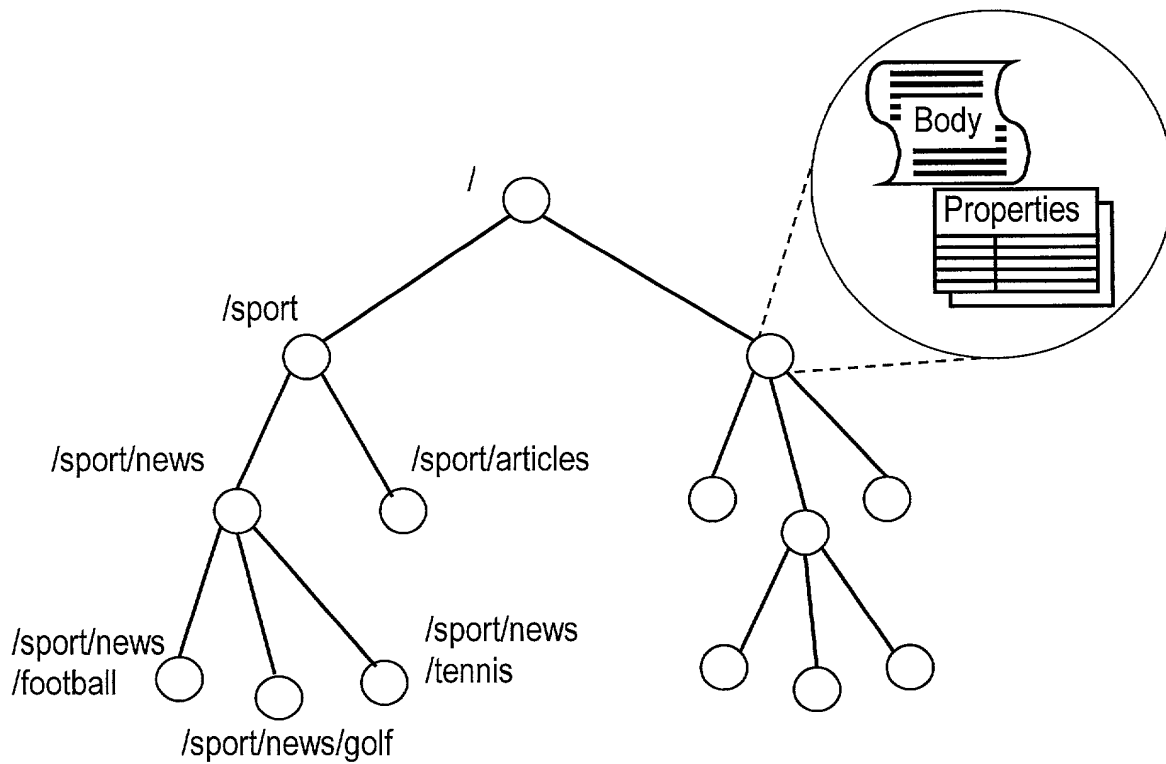 Body
Properties
/
/sport
/sport/news
/sport/articles
/sport/news
/football
/sport/news
/tennis
/sport/news/golf